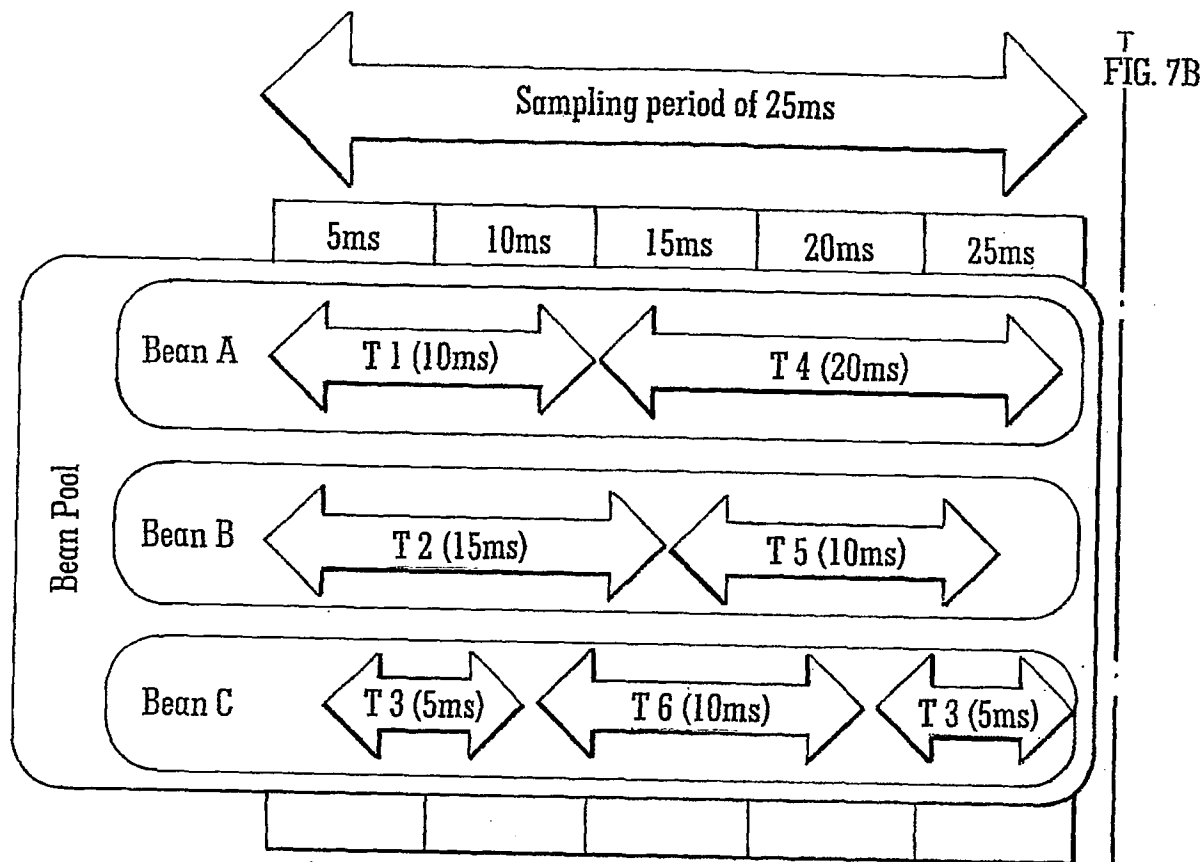 T
FIG. 7B
Sampling period of 25ms
5ms 10ms 15ms 20ms 25ms
Bean Pool
Bean A
T 1 (10ms)
T 4 (20ms)
Bean B
T 2 (15ms)
T 5 (10ms)
Bean C
T 3 (5ms)
T 6 (10ms)
T 3 (5ms)